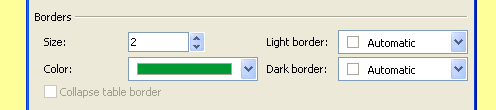 Borders
Size: 2 Light border: Automatic
Color: Dark border: Automatic
Collapse table border